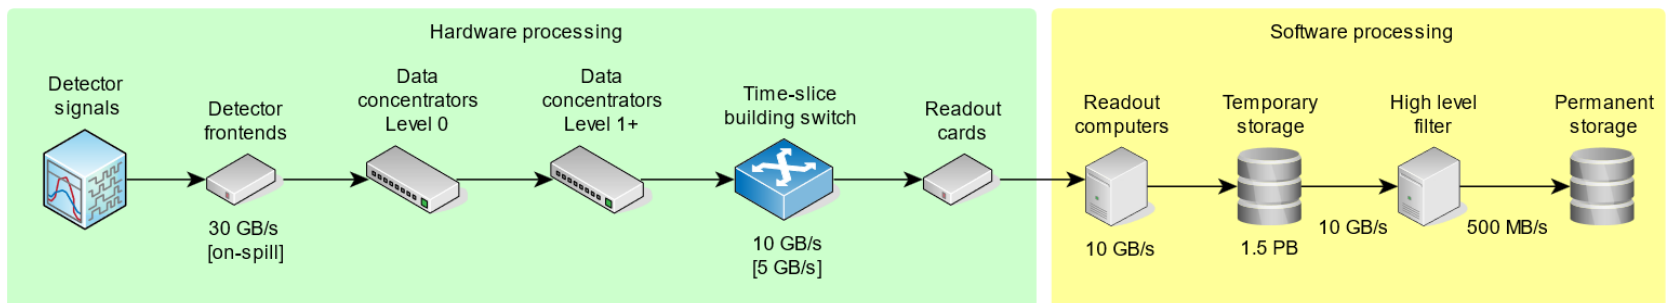 Hardware processing
Software processing
Detector
signals
Detector
frontends
30 GB/s
[on-spill]
Data
concentrators
Level 0
Data
concentrators
Level 1+
Time-slice
building switch
10 GB/s
[5 GB/s]
Readout
cards
Readout
computers
10 GB/s
Temporary
storage
1.5 PB
10 GB/s
High level
filter
500 MB/s
Permanent
storage